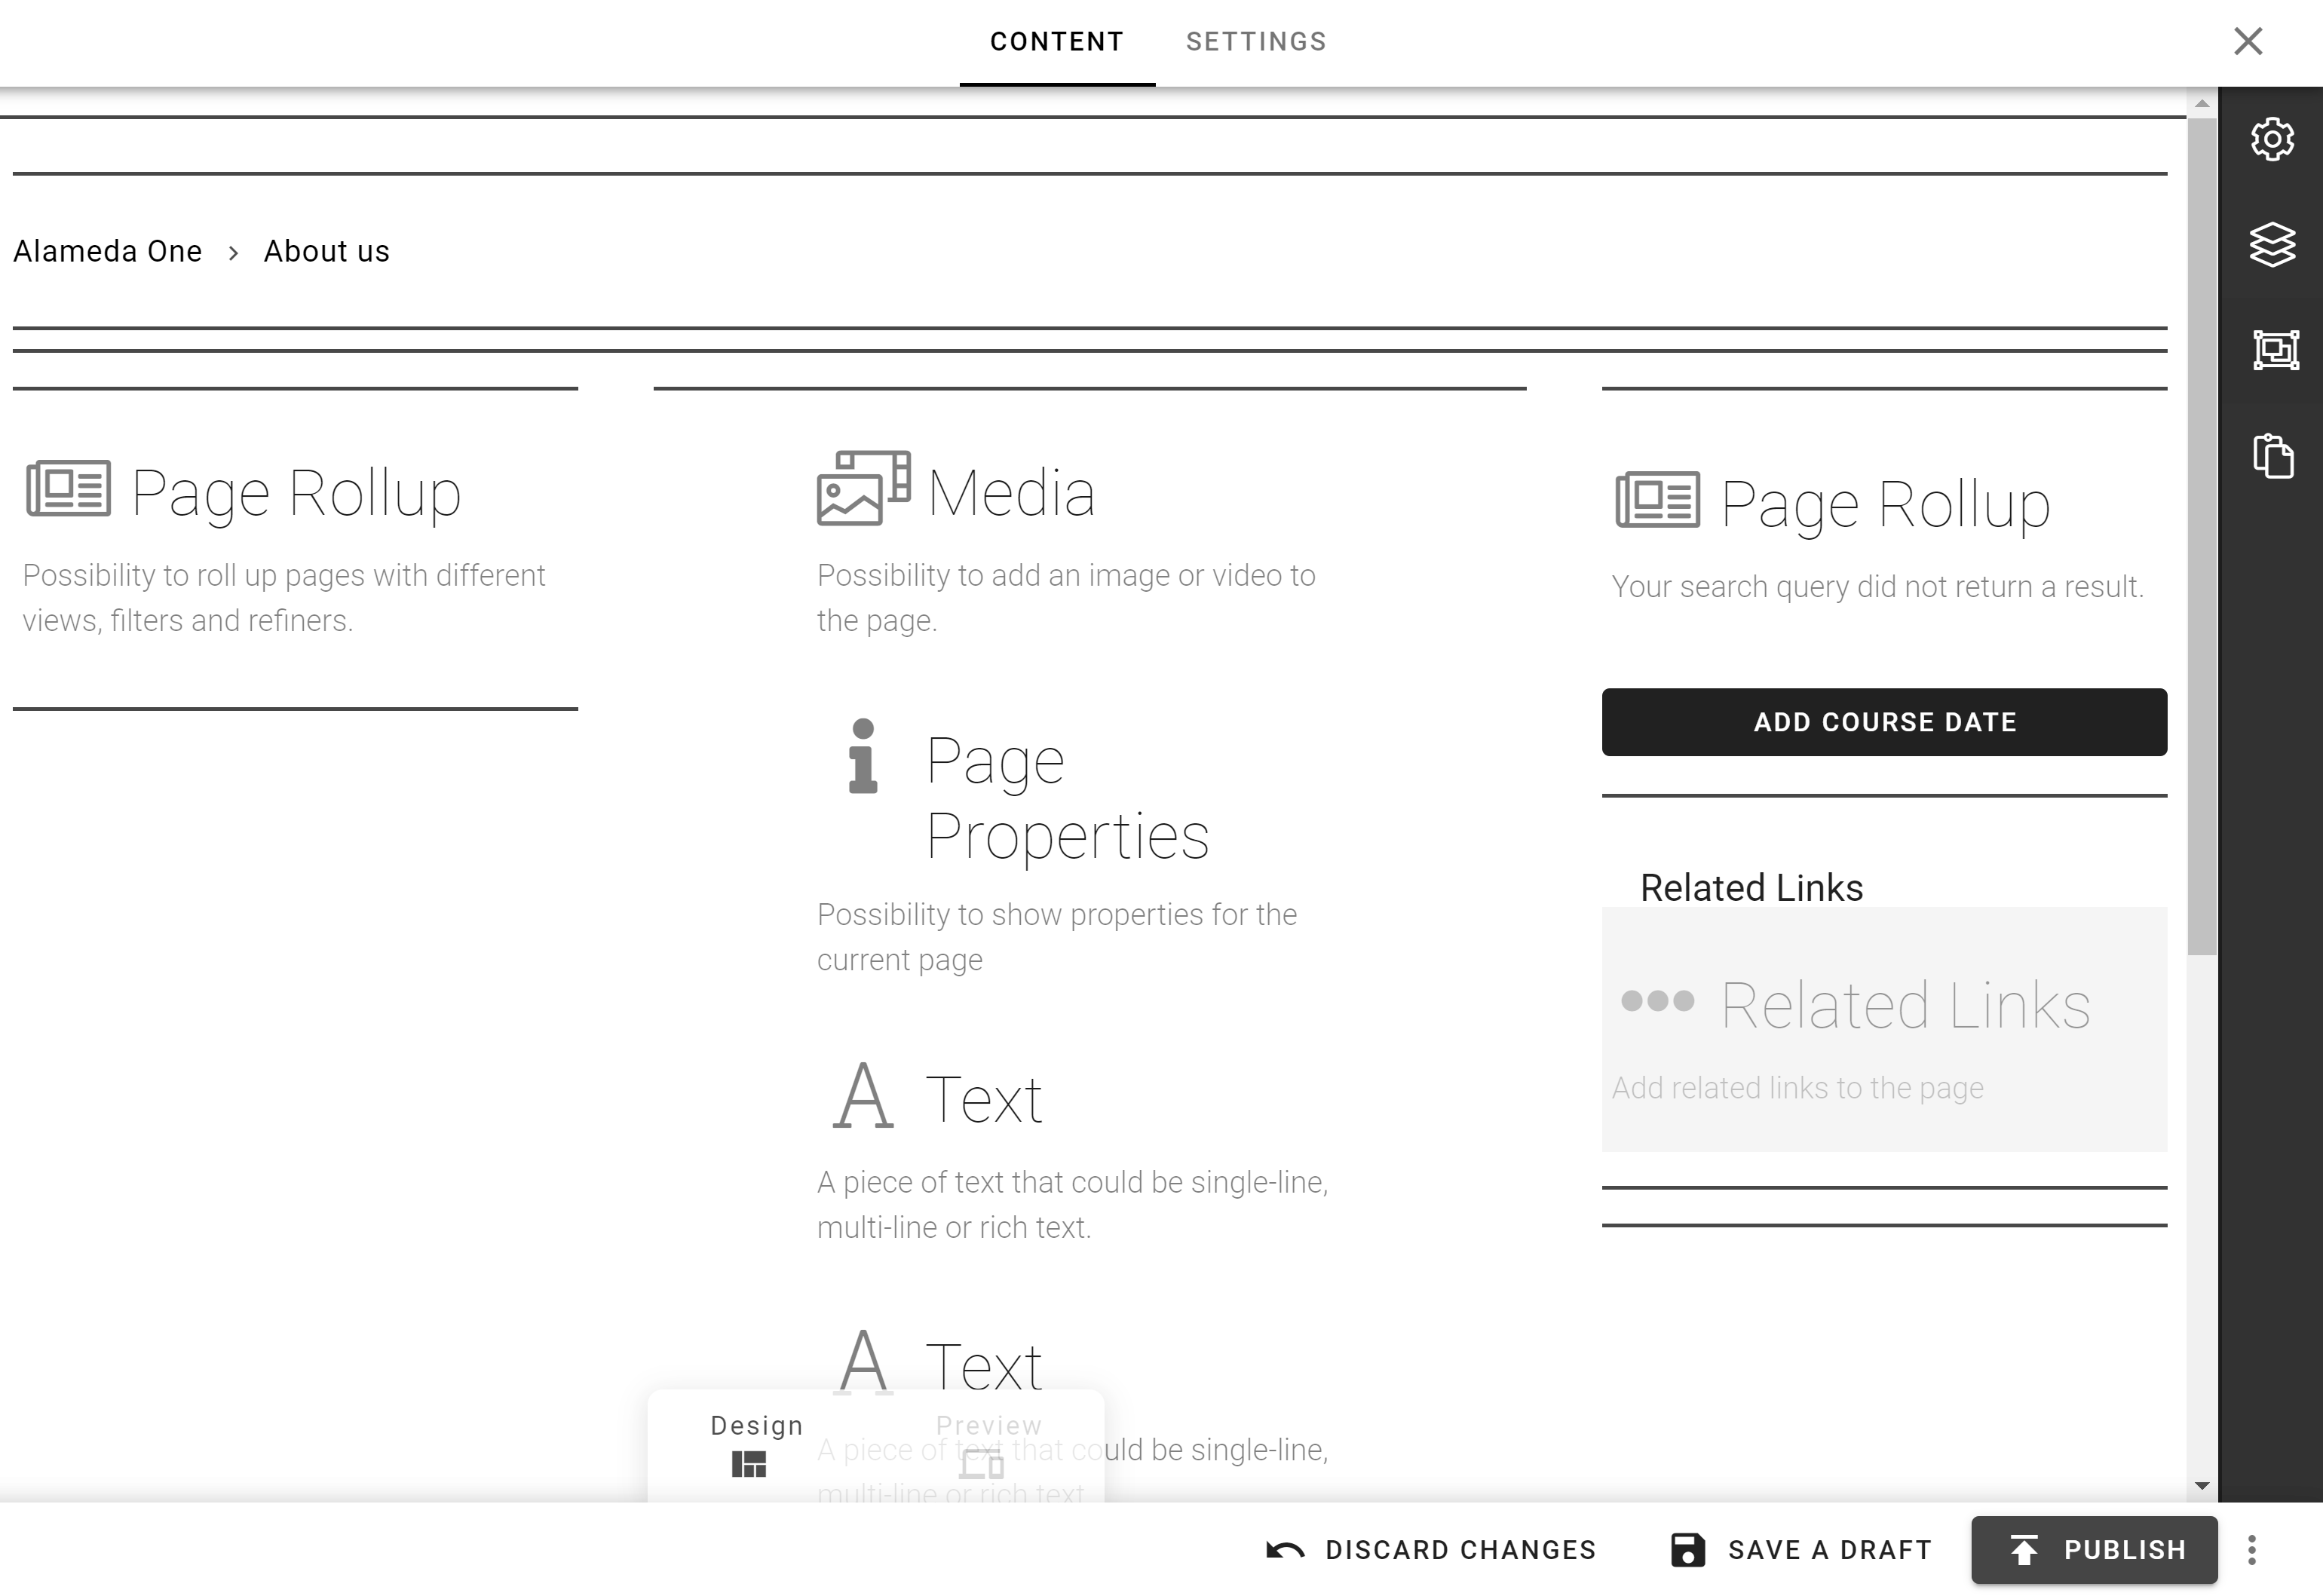 CONTENT SETTINGS
Alameda One > About us
Page Rollup
Possibility to roll up pages with different
views, filters and refiners.
Media
Possibility to add an image or video to
the page.
Page
Properties
Possibility to show properties for the
current page
A Text
A piece of text that could be single-line,
multi-line or rich text.
A Text
A piece of text that could be single-line,
multi-line or rich text
Page Rollup
Your search query did not return a result.
ADD COURSE DATE
Related Links
Related Links
Add related links to the page
Design Preview
DISCARD CHANGES SAVE A DRAFT PUBLISH